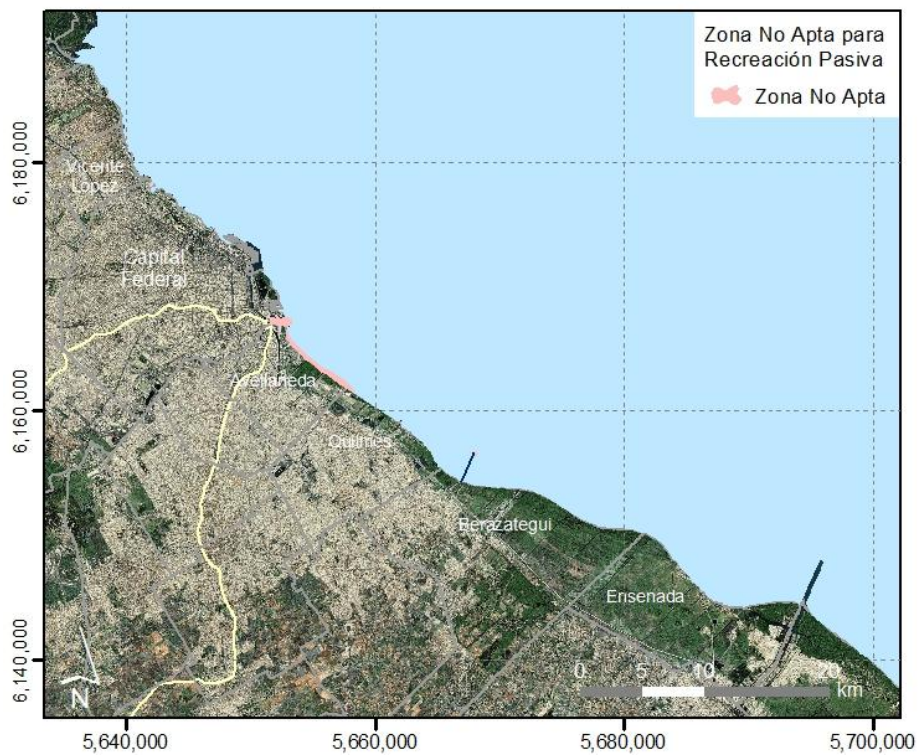 Zona No Apta para
Recreación Pasiva
Zona No Apta
6,180,000
6,160,000
6,140,000
Vicente
López
Capital
Federal
Avellaneda
Quilmes
Berazategui
Ensenada
0 5 10 20
km
N
5,640,000 5,660,000 5,680,000 5,700,000